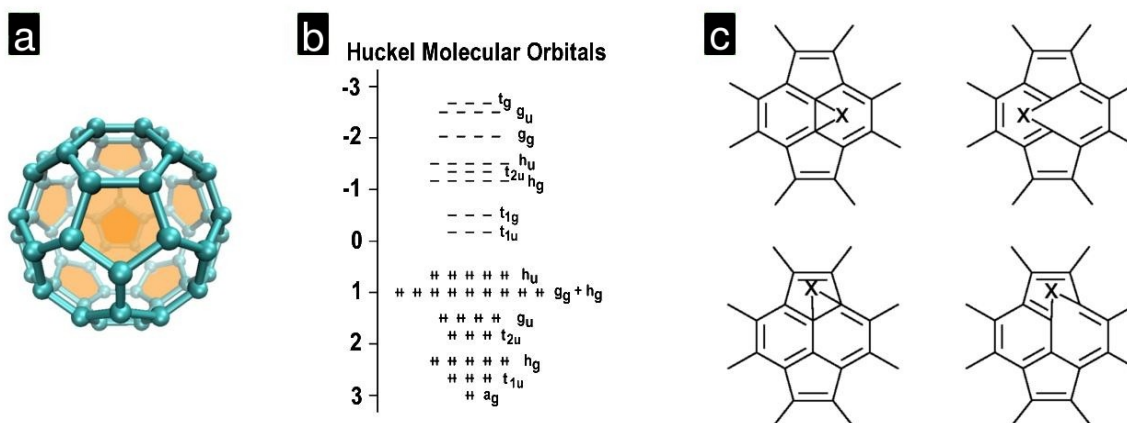 a
b
c
Huckel Molecular Orbitals
-3
tg
gu
-2
gg
hu
t2u
-1
hg
t1g
0
t1u
hu
1
gg + hg
gu
2
t2u
hg
t1u
3
ag
X
X
X
X